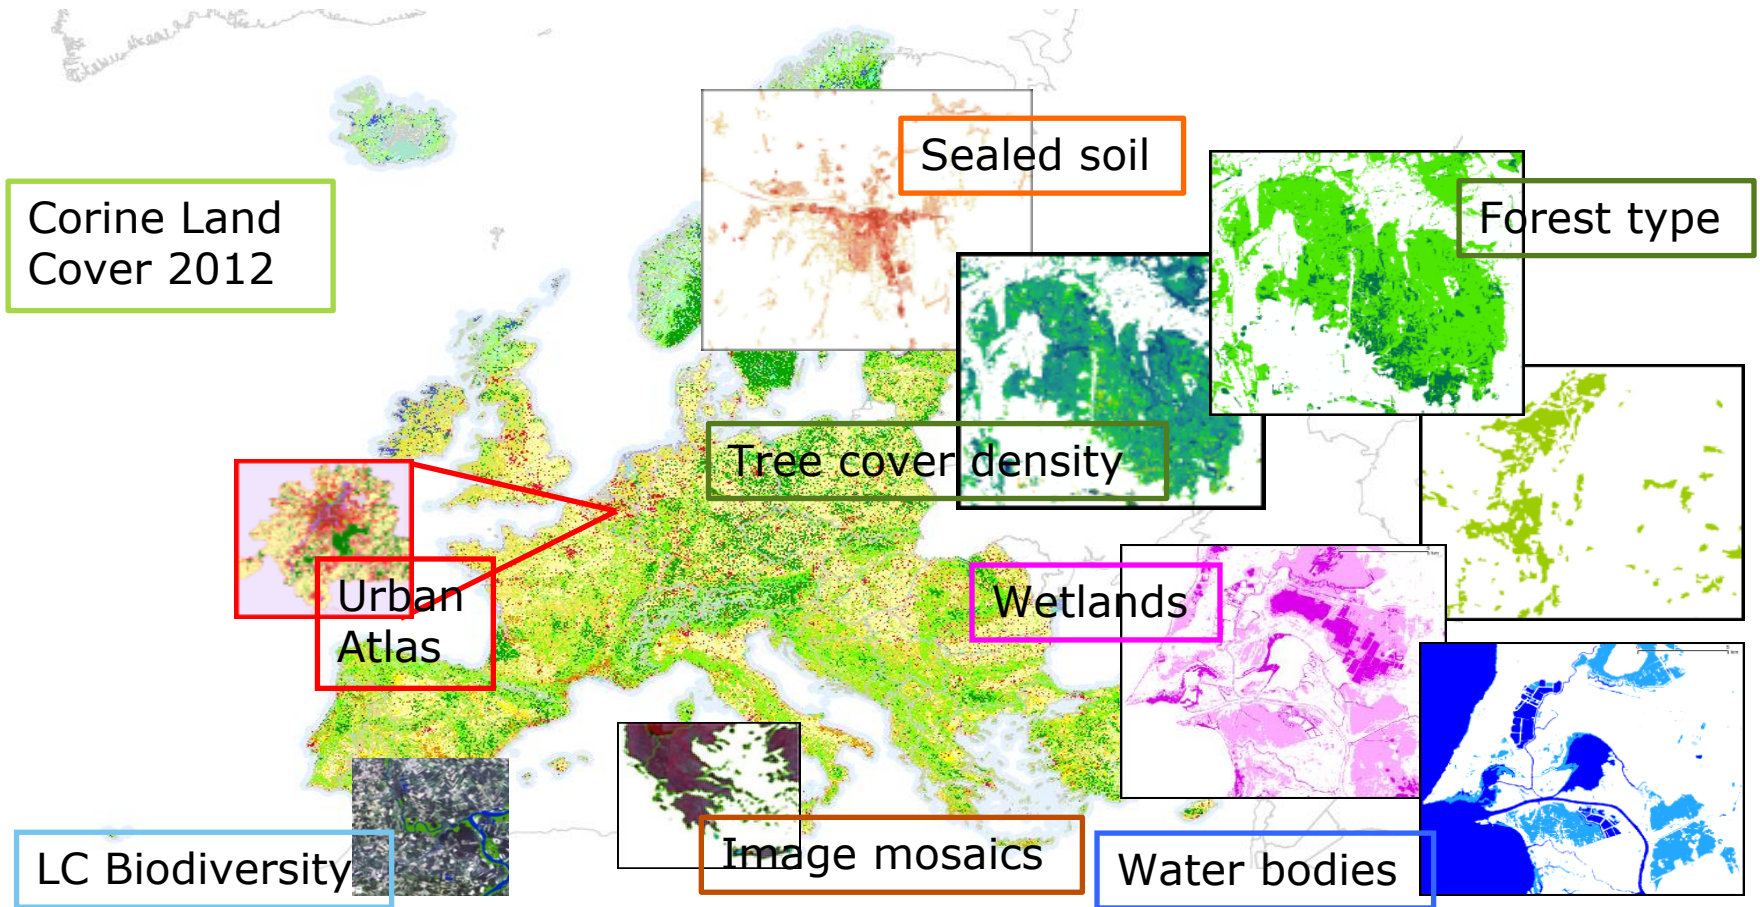 Sealed soil
Corine Land
Cover 2012
Forest type
Tree cover density
Urban
Atlas
Wetlands
LC Biodiversity
Image mosaics
Water bodies